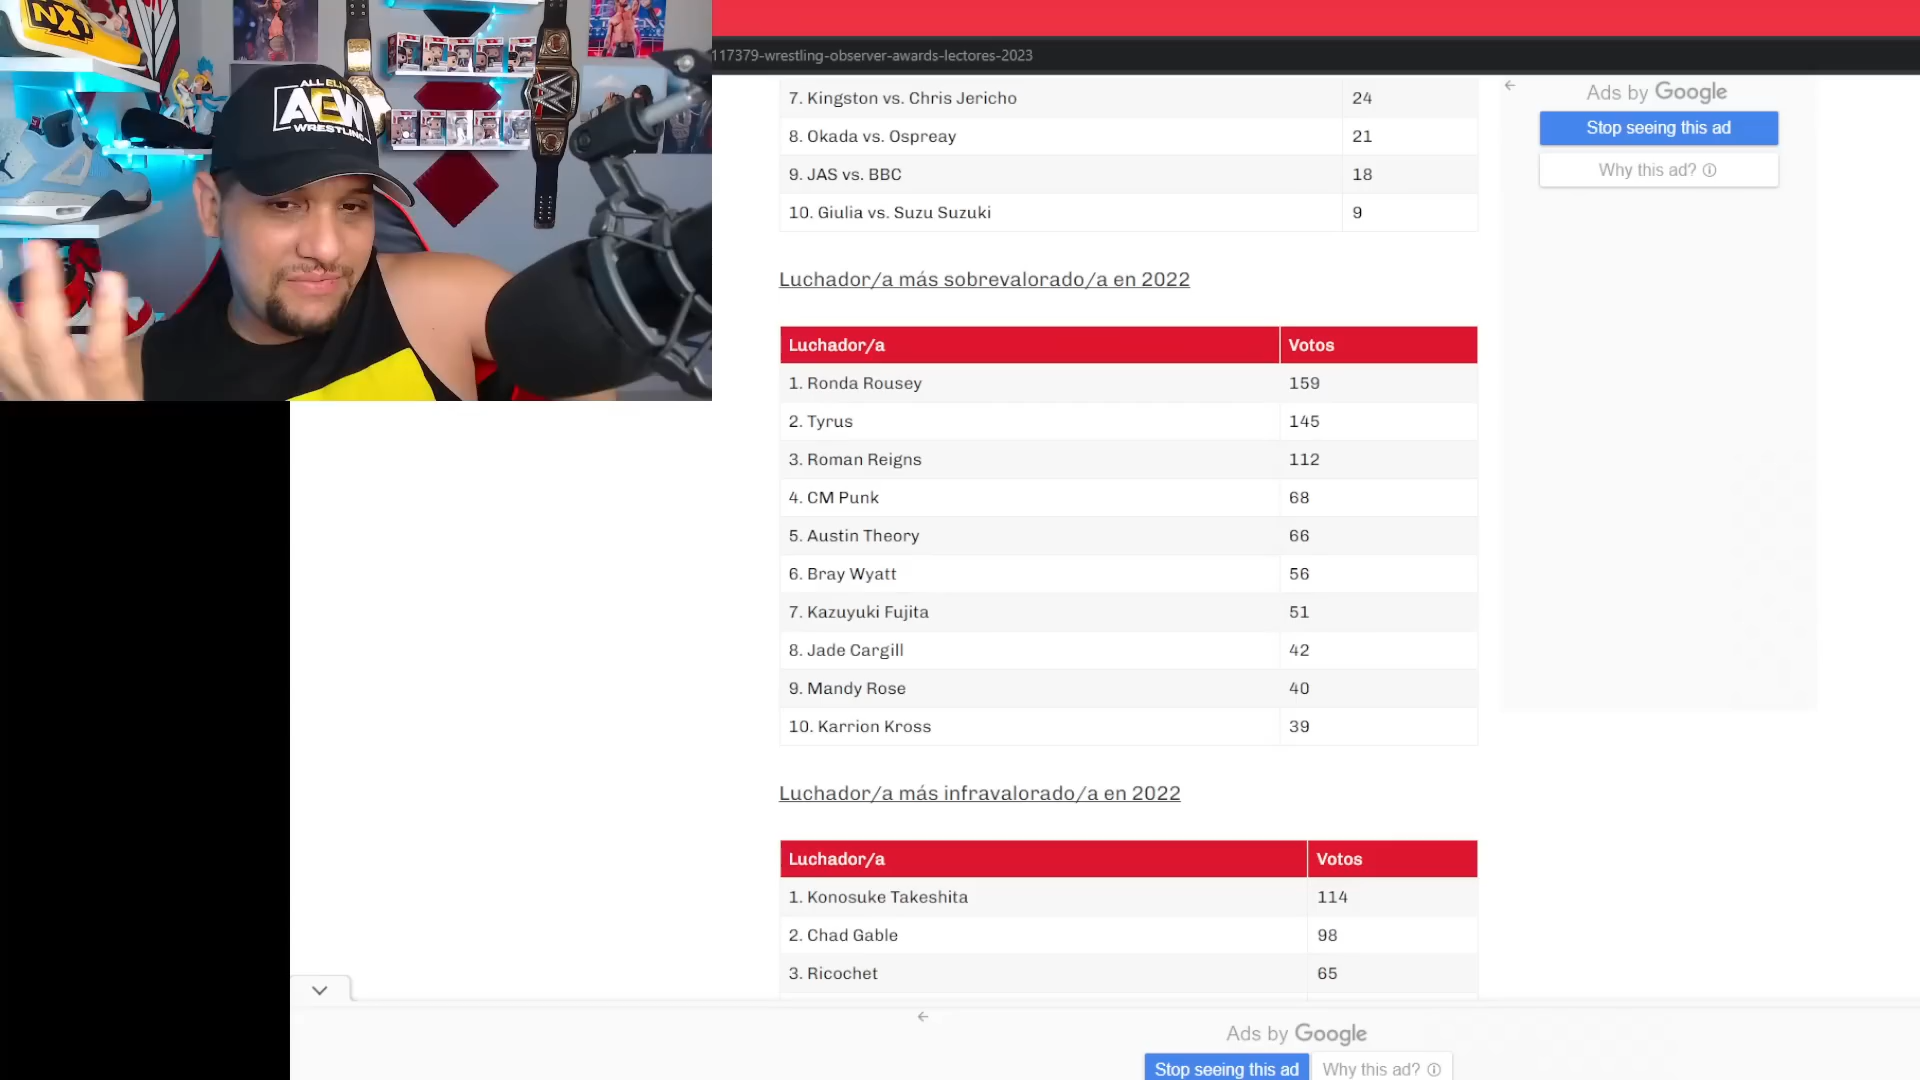 NXT
ALL ELITE
AEW
WRESTLING
117379-wrestling-observer-awards-lectores-2023
7. Kingston vs. Chris Jericho 24
8. Okada vs. Ospreay 21
9. JAS vs. BBC 18
10. Giulia vs. Suzu Suzuki 9
Luchador/a más sobrevalorado/a en 2022
Luchador/a Votos
1. Ronda Rousey 159
2. Tyrus 145
3. Roman Reigns 112
4. CM Punk 68
5. Austin Theory 66
6. Bray Wyatt 56
7. Kazuyuki Fujita 51
8. Jade Cargill 42
9. Mandy Rose 40
10. Karrion Kross 39
Luchador/a más infravalorado/a en 2022
Luchador/a Votos
1. Konosuke Takeshita 114
2. Chad Gable 98
3. Ricochet 65
Ads by Google
Stop seeing this ad
Why this ad?
Ads by Google
Stop seeing this ad
Why this ad?